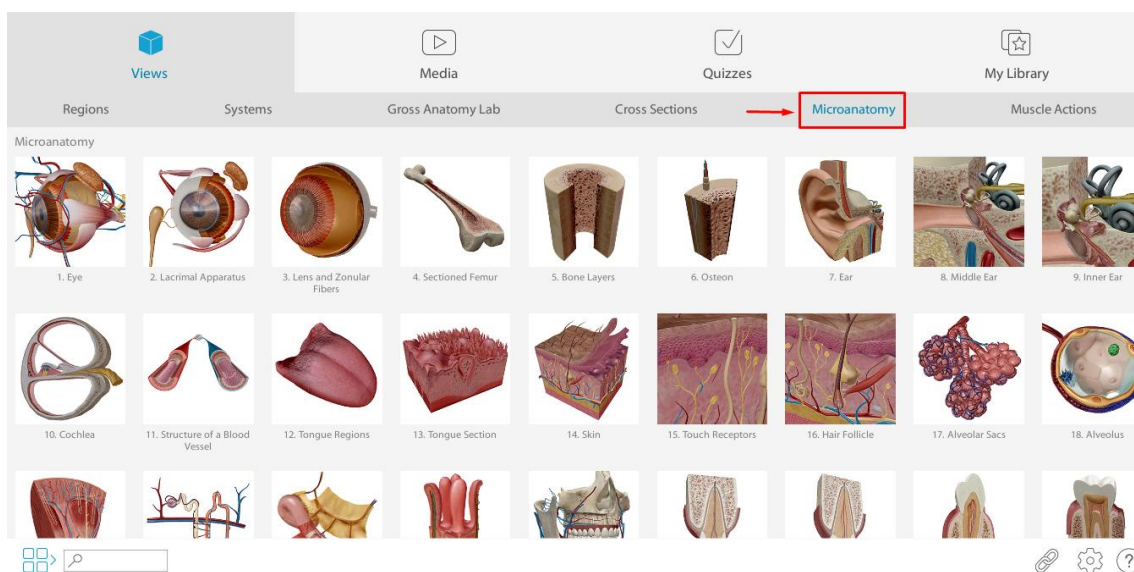 Views
Media
Quizzes
My Library
Regions
Systems
Gross Anatomy Lab
Cross Sections
Microanatomy
Muscle Actions
Microanatomy
1. Eye
2. Lacrimal Apparatus
3. Lens and Zonular
Fibers
4. Sectioned Femur
5. Bone Layers
6. Osteon
7. Ear
8. Middle Ear
9. Inner Ear
10. Cochlea
11. Structure of a Blood
Vessel
12. Tongue Regions
13. Tongue Section
14. Skin
15. Touch Receptors
16. Hair Follicle
17. Alveolar Sacs
18. Alveolus
?